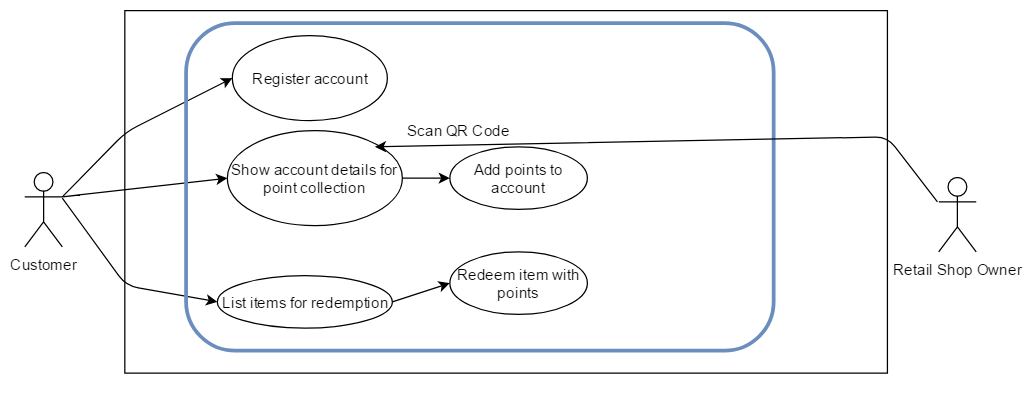 Register account
Scan QR Code
Show account details for
point collection
Add points to
account
Customer
Retail Shop Owner
List items for redemption
Redeem item with
points